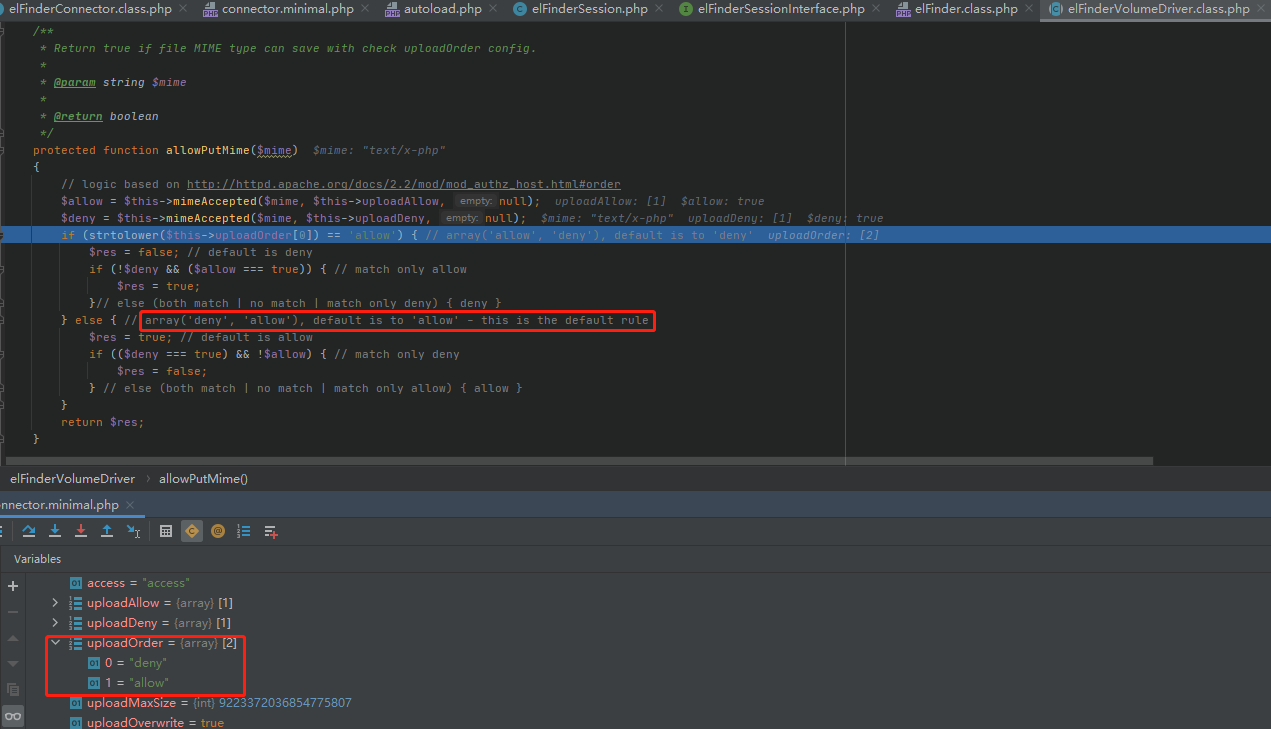 elFinderConnector.class.php × connector.minimal.php × autoload.php × elFinderSession.php × elFinderSessionInterface.php × elFinder.class.php × elFinderVolumeDriver.class.php ×
/**
* Return true if file MIME type can save with check uploadOrder config.
*
* @param string $mime
*
* @return boolean
*/
protected function allowPutMime($mime) $mime: "text/x-php"
{
// logic based on http://httpd.apache.org/docs/2.2/mod/mod_authz_host.html#order
$allow = $this->mimeAccepted($mime, $this->uploadAllow, empty: null); uploadAllow: [1] $allow: true
$deny = $this->mimeAccepted($mime, $this->uploadDeny, empty: null); $mime: "text/x-php" uploadDeny: [1] $deny: true
if (strtolower($this->uploadOrder[0]) == 'allow') { // array('allow', 'deny'), default is to 'deny' uploadOrder: [2]
$res = false; // default is deny
if (!$deny && ($allow === true)) { // match only allow
$res = true;
}// else (both match | no match | match only deny) { deny }
} else { // array('deny', 'allow'), default is to 'allow' - this is the default rule
$res = true; // default is allow
if (($deny === true) && !$allow) { // match only deny
$res = false;
} // else (both match | no match | match only allow) { allow }
}
return $res;
}
elFinderVolumeDriver › allowPutMime()
nnector.minimal.php ×
Variables
access = "access"
uploadAllow = {array} [1]
uploadDeny = {array} [1]
uploadOrder = {array} [2]
0 = "deny"
1 = "allow"
uploadMaxSize = {int} 9223372036854775807
uploadOverwrite = true